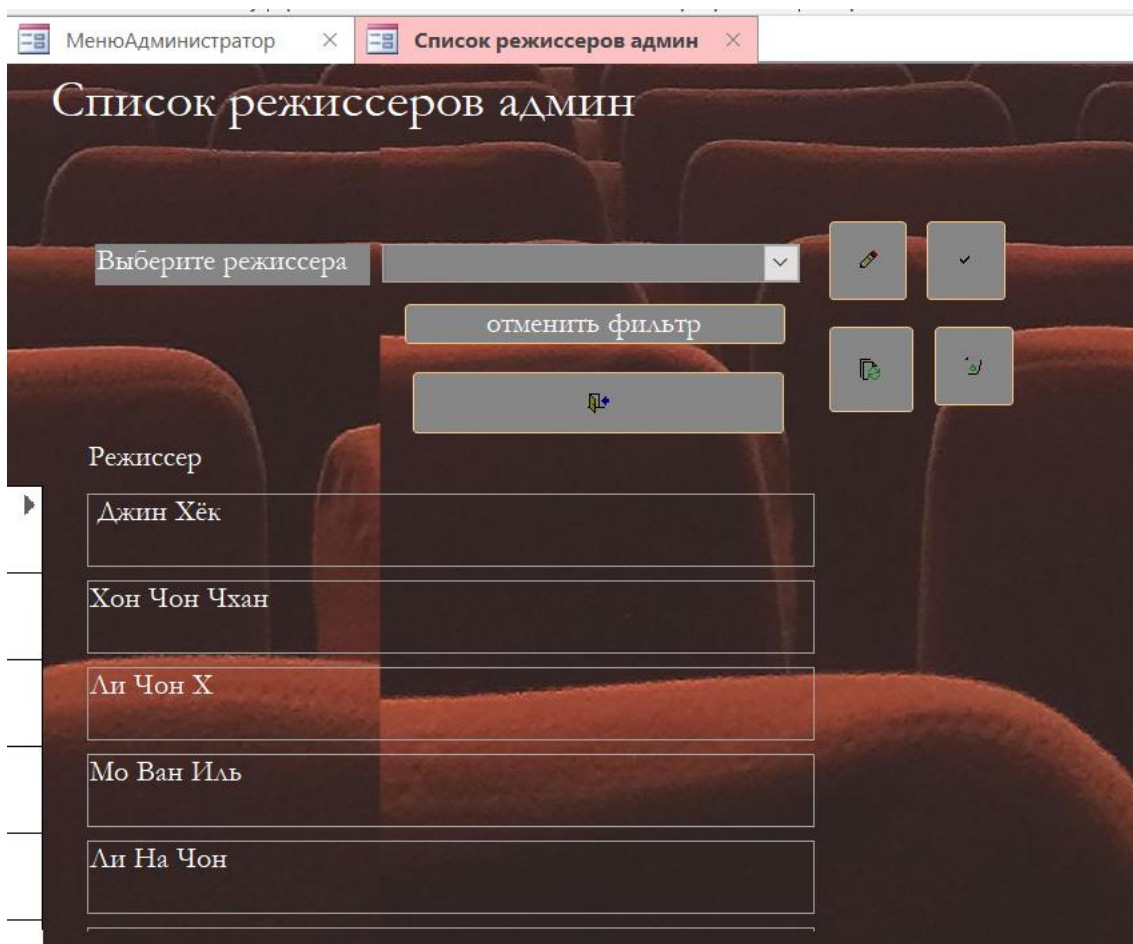 МенюАдминистратор
Список режиссеров админ
Список режиссеров админ
Выберите режиссера
отменить фильтр
Режиссер
Джин Хёк
Хон Чон Чхан
Ли Чон Х
Мо Ван Иль
Ли На Чон